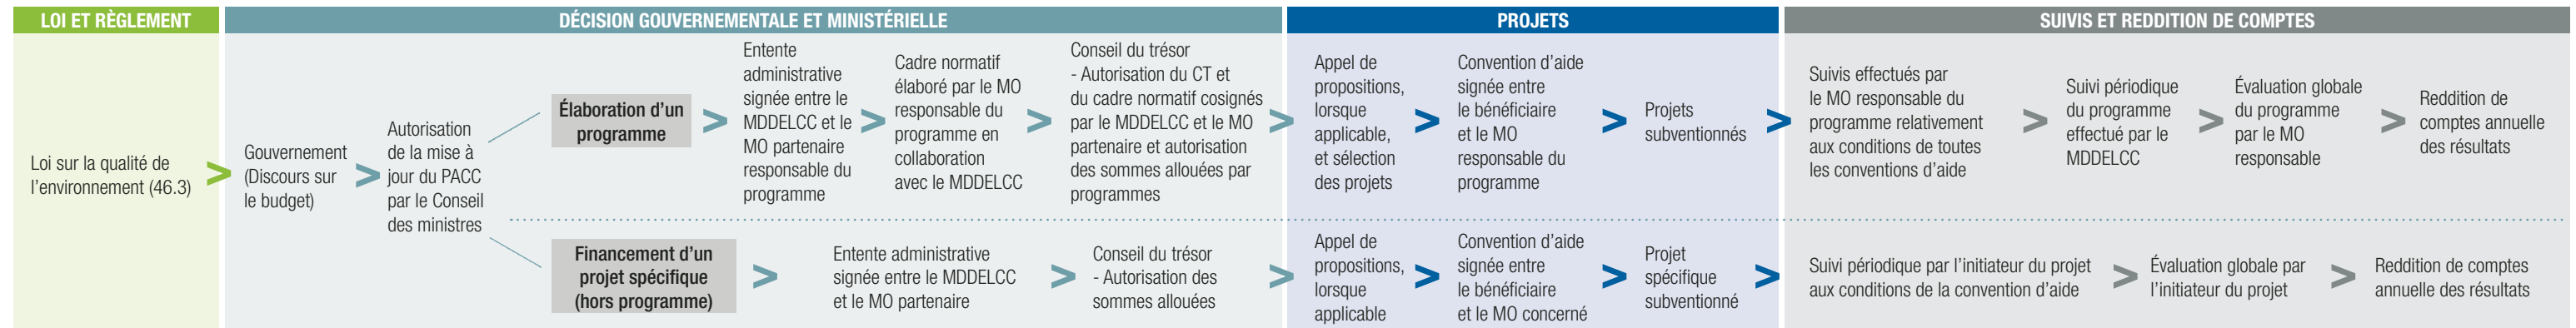 LOI ET RÈGLEMENT
DÉCISION GOUVERNEMENTALE ET MINISTÉRIELLE
PROJETS
SUIVIS ET REDDITION DE COMPTES
Loi sur la qualité de
l’environnement (46.3)
>
Gouvernement
(Discours sur
le budget)
>
Autorisation
de la mise à
jour du PACC
par le Conseil
des ministres
Élaboration d’un
programme
>
Entente
administrative
signée entre le
MDDELCC et le
MO partenaire
responsable du
programme
>
Cadre normatif
élaboré par le MO
responsable du
programme en
collaboration
avec le MDDELCC
>
Conseil du trésor
- Autorisation du CT et
du cadre normatif cosignés
par le MDDELCC et le MO
partenaire et autorisation
des sommes allouées par
programmes
>
Appel de
propositions,
lorsque
applicable,
et sélection
des projets
>
Convention d’aide
signée entre
le bénéficiaire
et le MO
responsable du
programme
>
Projets
subventionnés
>
Suivis effectués par
le MO responsable du
programme relativement
aux conditions de toutes
les conventions d’aide
>
Suivi périodique
du programme
effectué par le
MDDELCC
>
Évaluation globale
du programme
par le MO
responsable
>
Reddition de
comptes annuelle
des résultats
Financement d’un
projet spécifique
(hors programme)
>
Entente administrative
signée entre le MDDELCC
et le MO partenaire
>
Conseil du trésor
- Autorisation des
sommes allouées
>
Appel de
propositions,
lorsque
applicable
>
Convention d’aide
signée entre
le bénéficiaire
et le MO concerné
>
Projet
spécifique
subventionné
>
Suivi périodique par l’initiateur du projet
aux conditions de la convention d’aide
>
Évaluation globale par
l’initiateur du projet
>
Reddition de comptes
annuelle des résultats